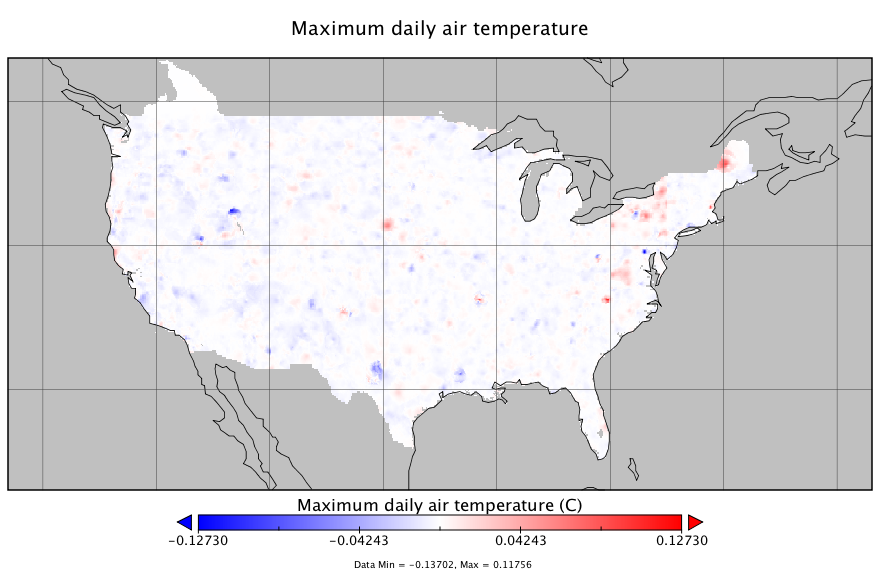 Maximum daily air temperature
Maximum daily air temperature (C)
−0.12730 −0.04243 0.04243 0.12730
Data Min = −0.13702, Max = 0.11756